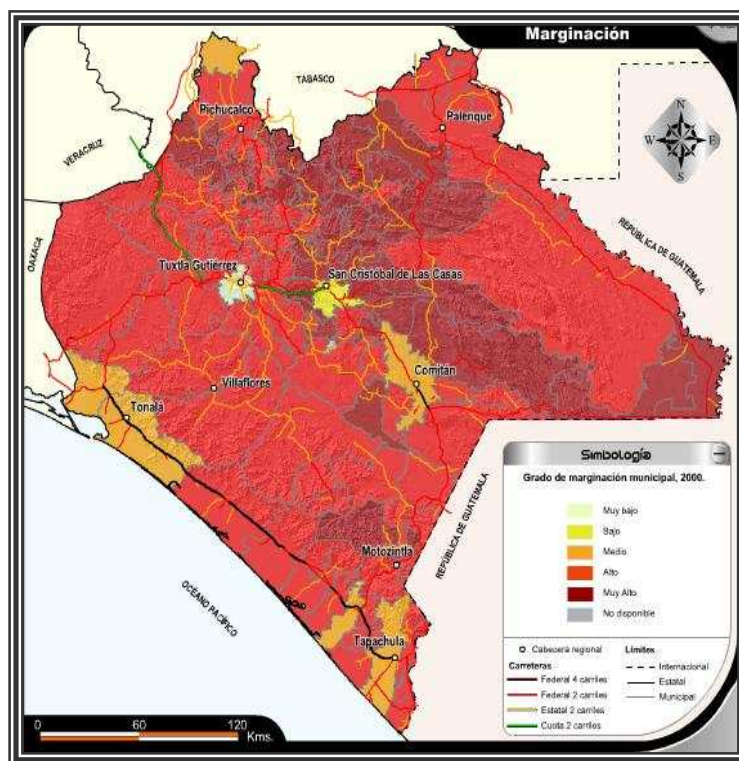 Marginación
TABASCO
Pichucalco
Palenque
VERACRUZ
N
W E
S
REPÚBLICA DE GUATEMALA
OAXACA
Tuxtla Gutiérrez
San Cristobal de Las Casas
Comitán
Villaflores
Tonalá
Motozintla
REPÚBLICA DE GUATEMALA
OCÉANO PACÍFICO
Tapachula
Simbología
Grado de marginación municipal, 2000.
Muy bajo
Bajo
Medio
Alto
Muy Alto
No disponible
Cabecera regional
Carreteras
Federal 4 carriles
Federal 2 carriles
Estatal 2 carriles
Cuota 2 carriles
Límites
Internacional
Estatal
Municipal
0 60 120
Kms.